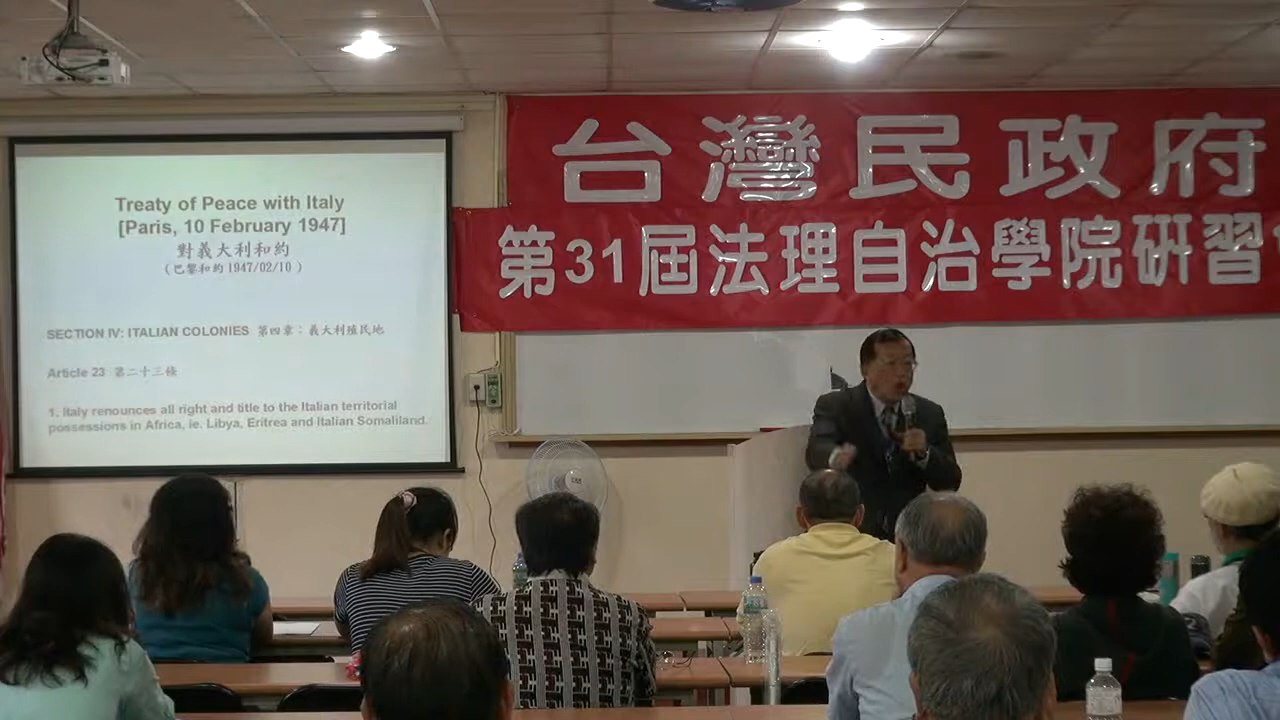 Treaty of Peace with Italy
[Paris, 10 February 1947]
對義大利和約
(巴黎和約 1947/02/10 )
SECTION IV: ITALIAN COLONIES 第四章：義大利殖民地
Article 23 第二十三條
1. Italy renounces all right and title to the Italian territorial
possessions in Africa, ie. Libya, Eritrea and Italian Somaliland.
台灣民政府
第31屆法理自治學院研習